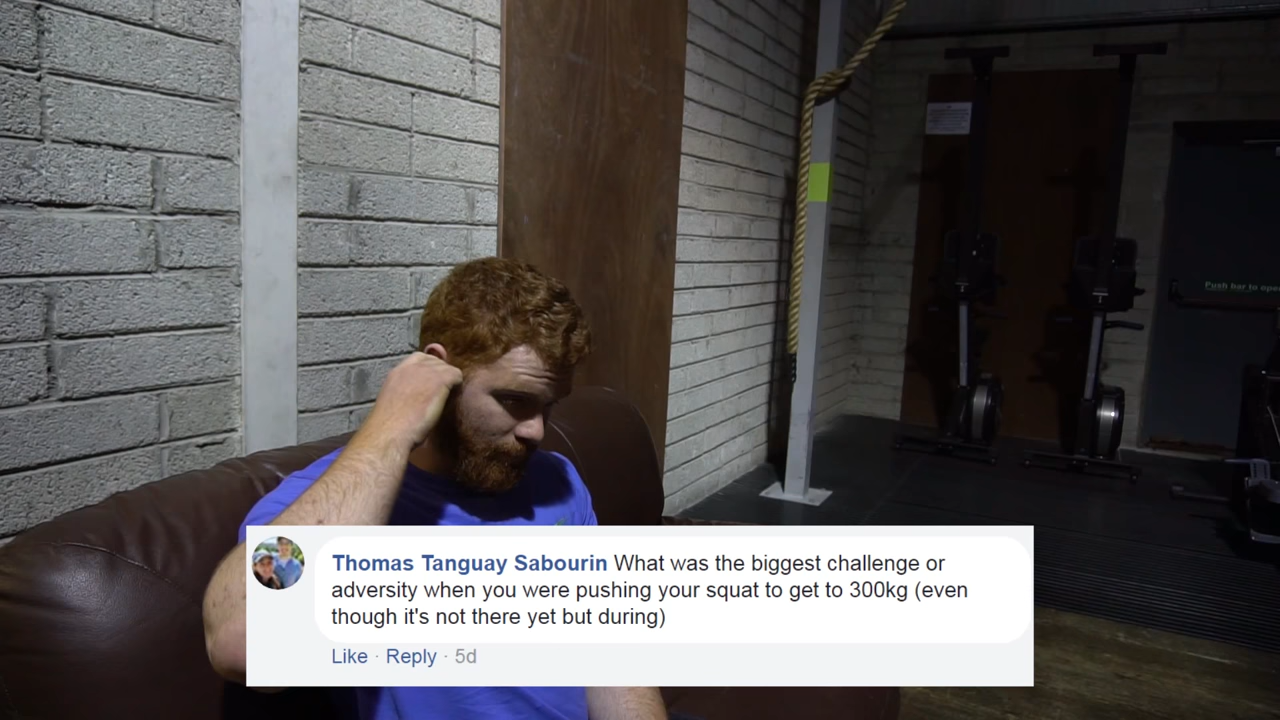 Push bar to ope
Thomas Tanguay Sabourin What was the biggest challenge or
adversity when you were pushing your squat to get to 300kg (even
though it's not there yet but during)
Like · Reply · 5d